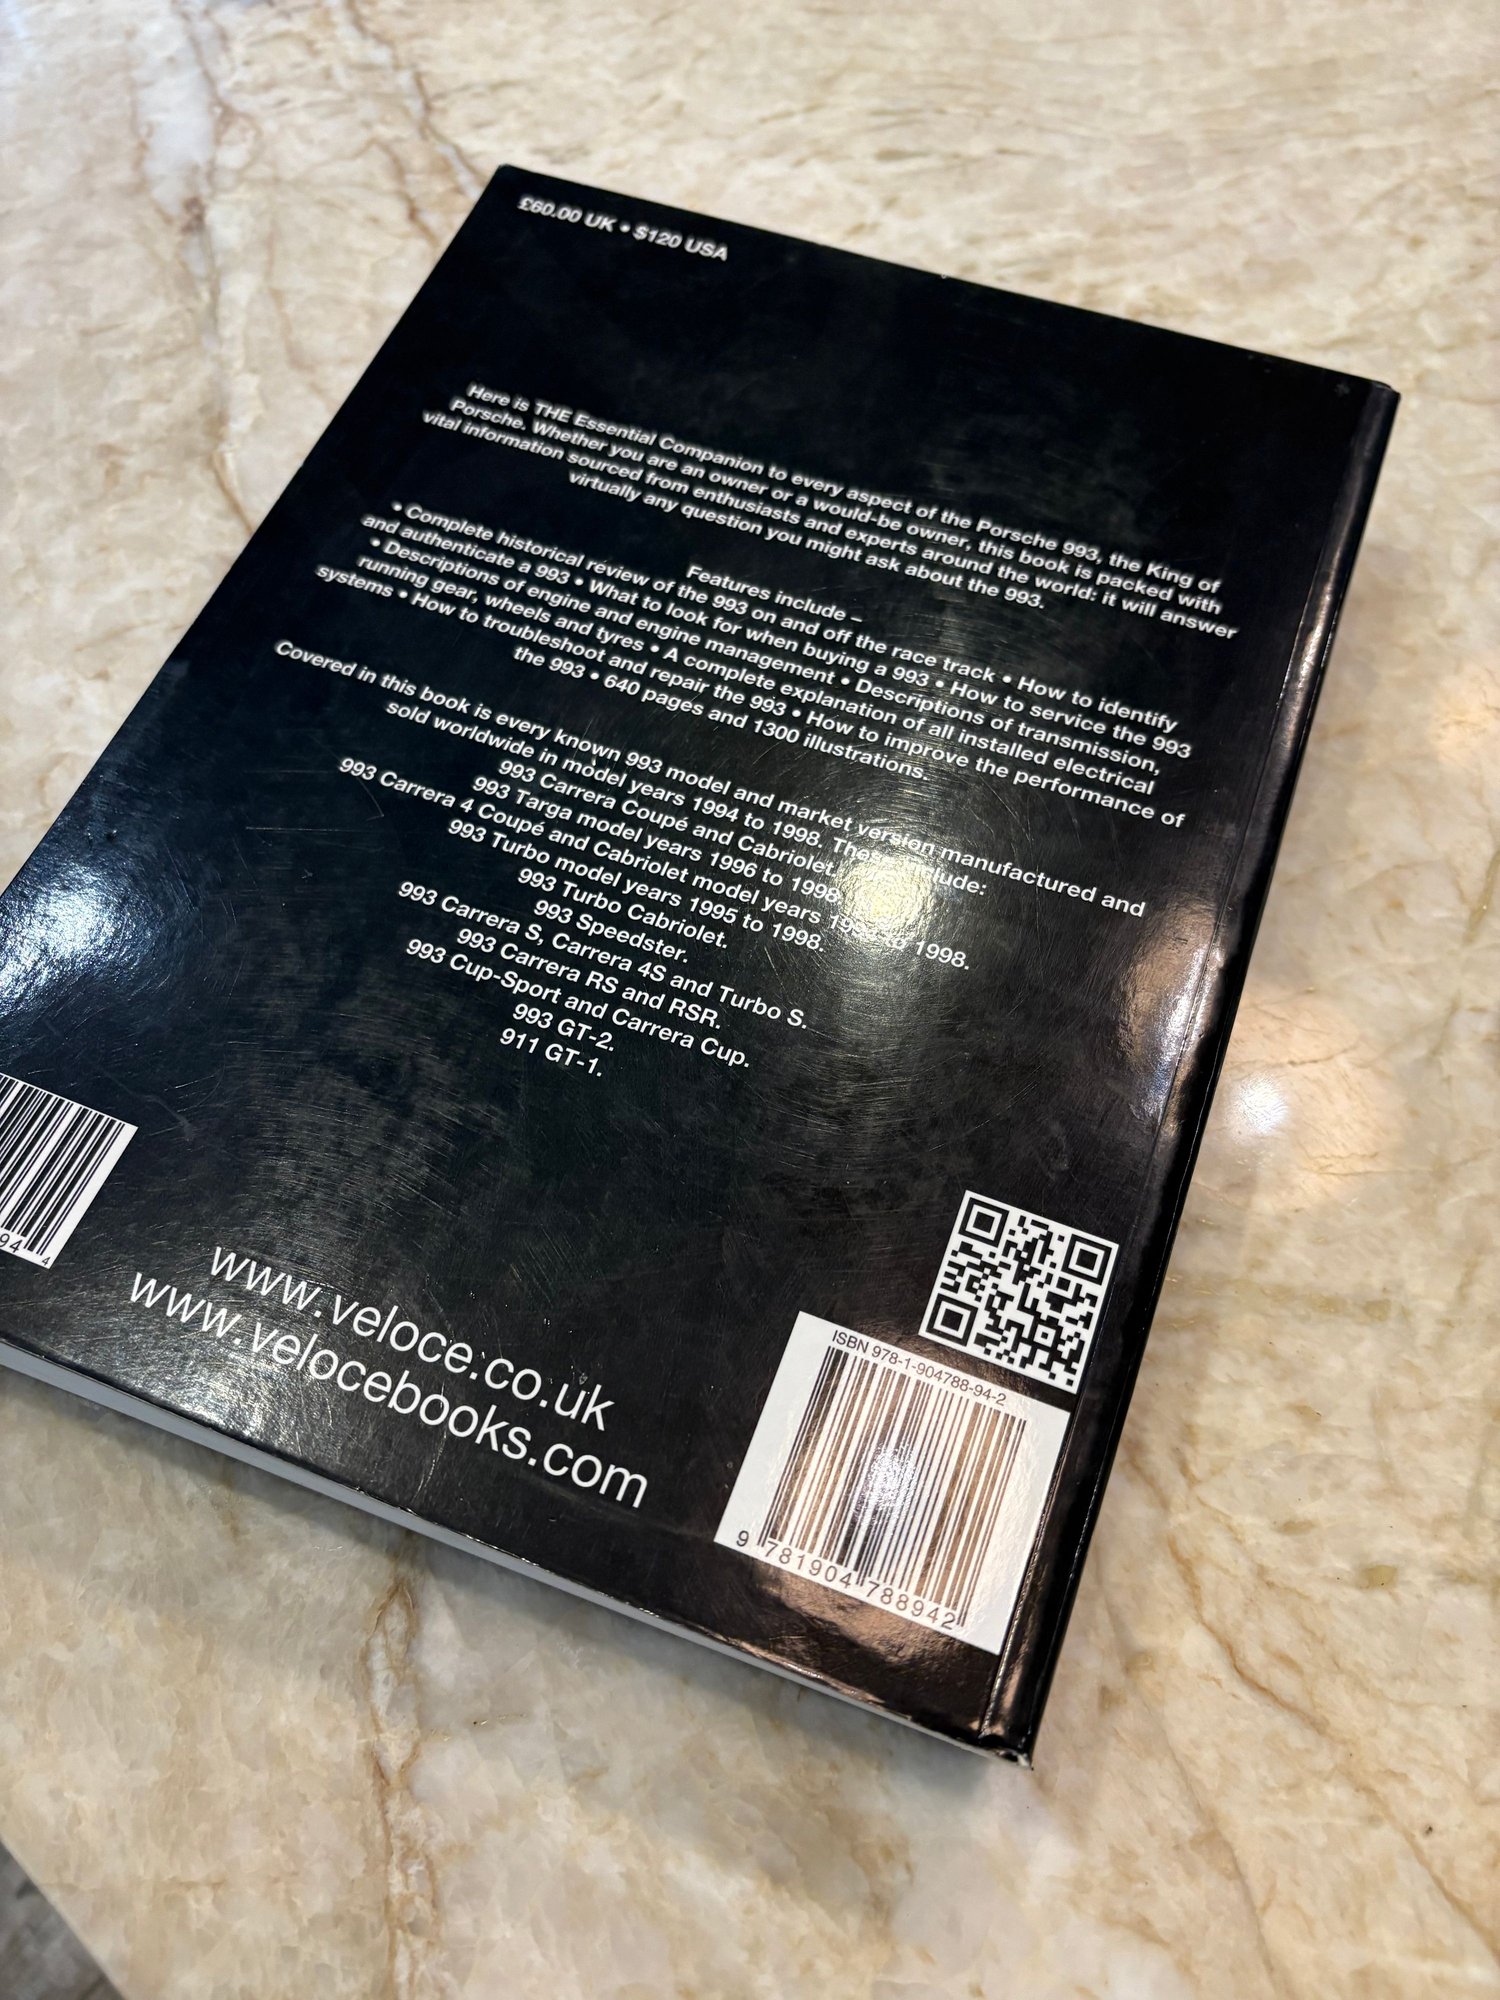 £60.00 UK • $120 USA
Here is THE Essential Companion to every aspect of the Porsche 993, the King of
Porsche. Whether you are an owner or a would-be owner, this book is packed with
vital information sourced from enthusiasts and experts around the world: it will answer
virtually any question you might ask about the 993.
Features include –
• Complete historical review of the 993 on and off the race track • How to identify
and authenticate a 993 • What to look for when buying a 993 • How to service the 993
• Descriptions of engine and engine management • Descriptions of transmission,
running gear, wheels and tyres • A complete explanation of all installed electrical
systems • How to troubleshoot and repair the 993 • How to improve the performance of
the 993 • 640 pages and 1300 illustrations.
Covered in this book is every known 993 model and market version manufactured and
sold worldwide in model years 1994 to 1998. These include:
993 Carrera Coupé and Cabriolet.
993 Targa model years 1996 to 1998.
993 Carrera 4 Coupé and Cabriolet model years to 1998.
993 Turbo model years 1995 to 1998.
993 Turbo Cabriolet.
993 Speedster.
993 Carrera S, Carrera 4S and Turbo S.
993 Carrera RS and RSR.
993 Cup-Sport and Carrera Cup.
993 GT-2.
911 GT-1.
94 4
www.veloce.co.uk
www.velocebooks.com
ISBN 978-1-904788-94-2
9 781904 788942